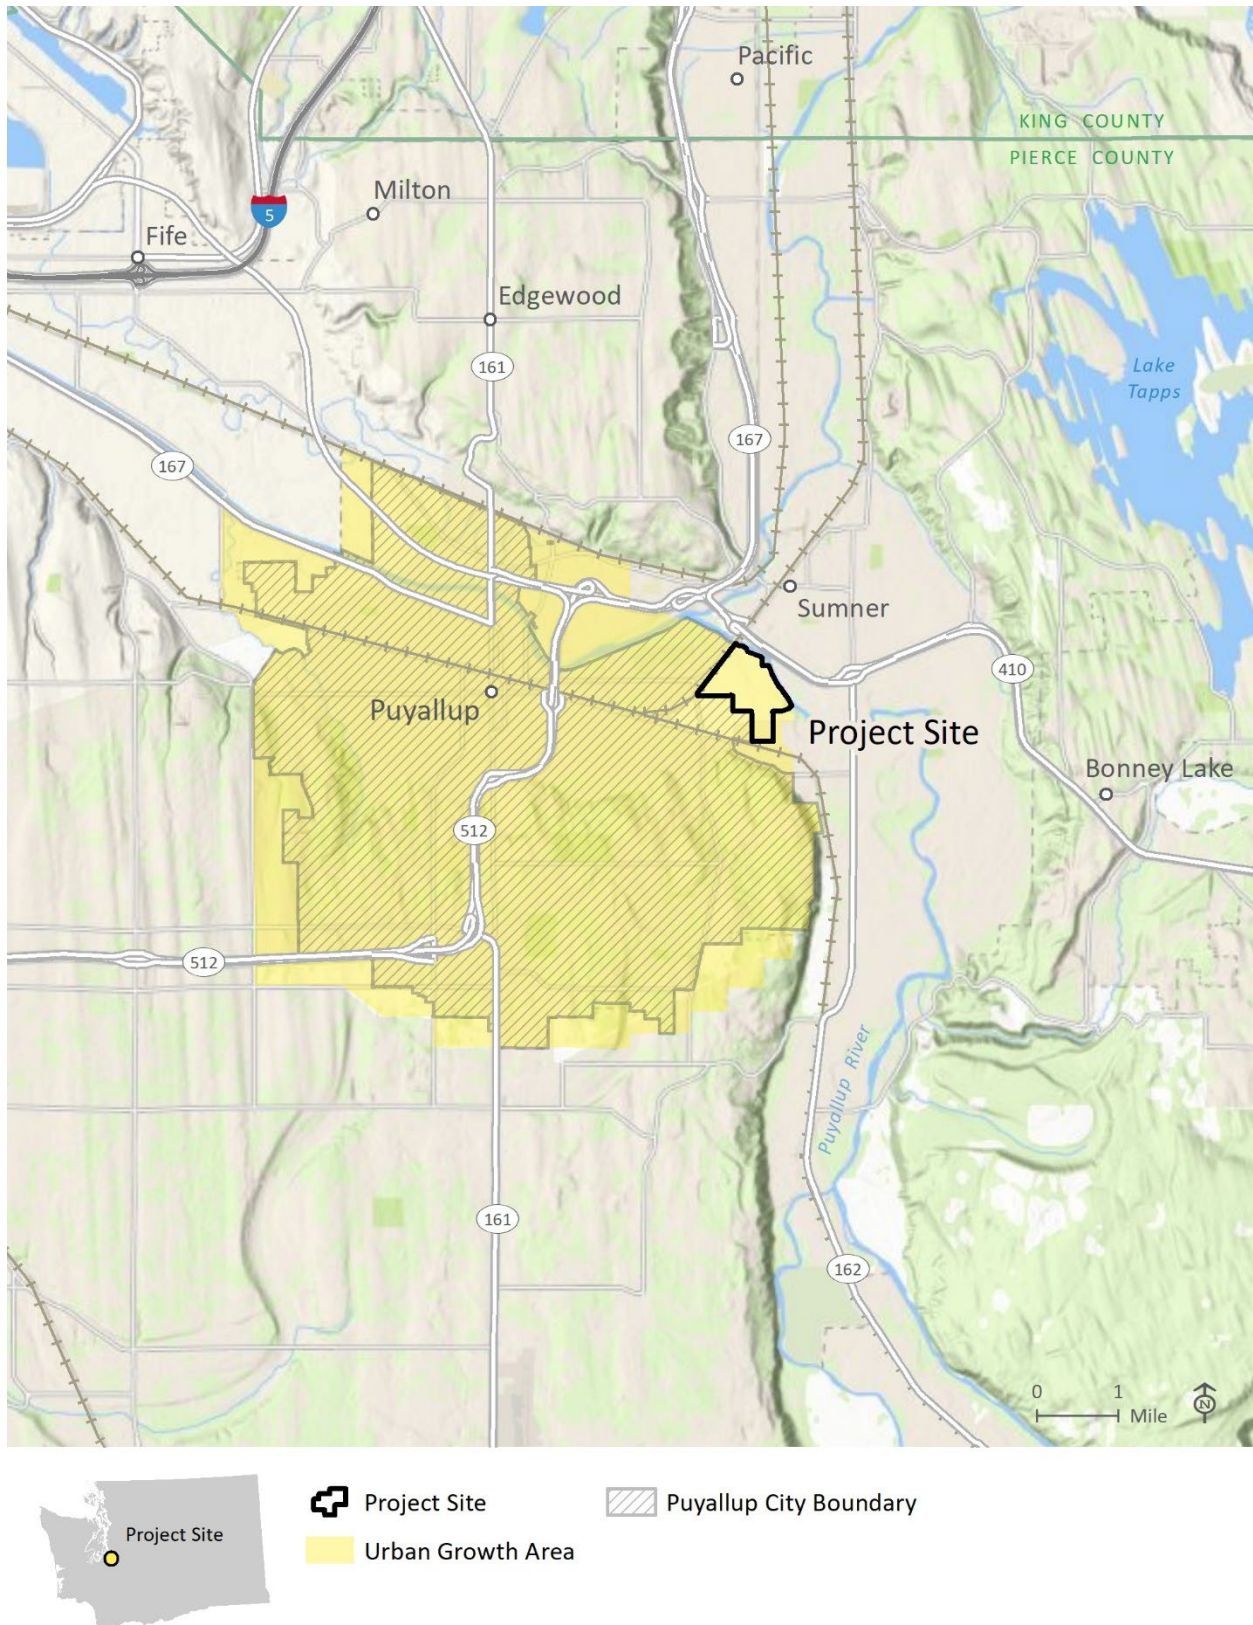 Pacific
KING COUNTY
PIERCE COUNTY
Milton
5
Fife
Edgewood
161
Lake
Tapps
167
167
Sumner
410
Puyallup
Project Site
Bonney Lake
512
512
Puyallup River
161
162
0 1
Mile
N
Project Site
Project Site
Puyallup City Boundary
Urban Growth Area